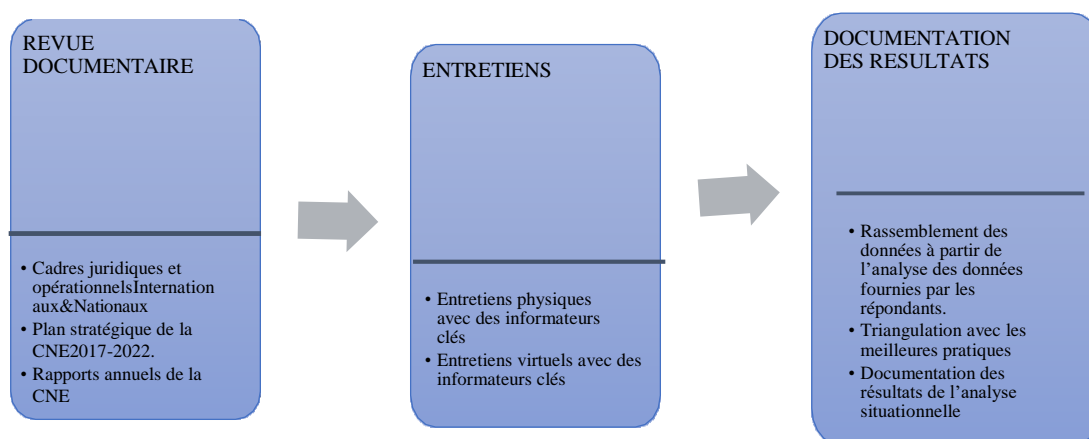 REVUE
DOCUMENTAIRE
• Cadres juridiques et
opérationnelsInternation
aux&Nationaux
• Plan stratégique de la
CNE2017-2022.
• Rapports annuels de la
CNE
ENTRETIENS
• Entretiens physiques
avec des informateurs
clés
• Entretiens virtuels avec des
informateurs clés
DOCUMENTATION
DES RESULTATS
• Rassemblement des
données à partir de
l’analyse des données
fournies par les
répondants.
• Triangulation avec les
meilleures pratiques
• Documentation des
résultats de l’analyse
situationnelle